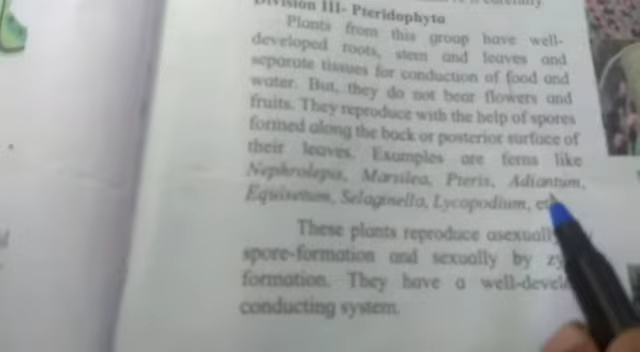 Division III- Pteridophyta
Plants from this group have well-
developed roots, stem and leaves and
separate tissues for conduction of food and
water. But, they do not bear flowers and
fruits. They reproduce with the help of spores
formed along the back or posterior surface of
their leaves. Examples are ferns like
Nephrolepis, Marsilea, Pteris, Adiantum,
Equisetum, Selaginella, Lycopodium,
These plants reproduce asexually
spore-formation and sexually by
formation. They have a well-
conducting system.